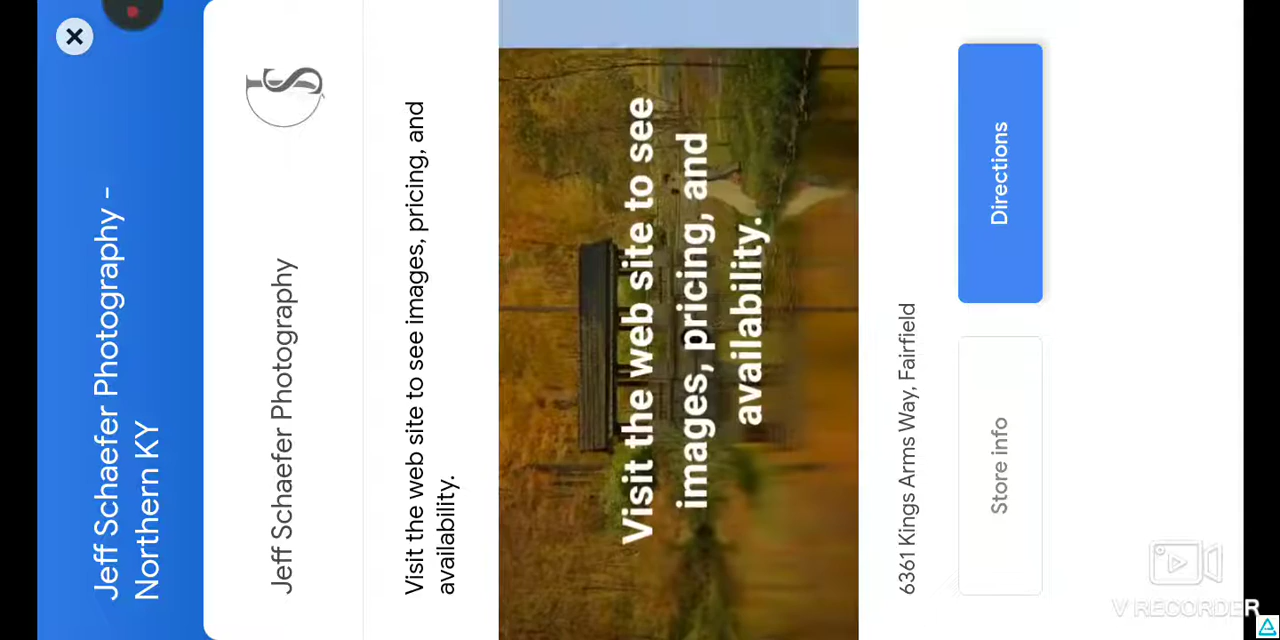 Jeff Schaefer Photography -
Northern KY
Jeff Schaefer Photography
JS
Visit the web site to see images, pricing, and
availability.
Visit the web site to see
images, pricing, and
availability.
6361 Kings Arms Way, Fairfield
Store info
Directions
V RECORDER